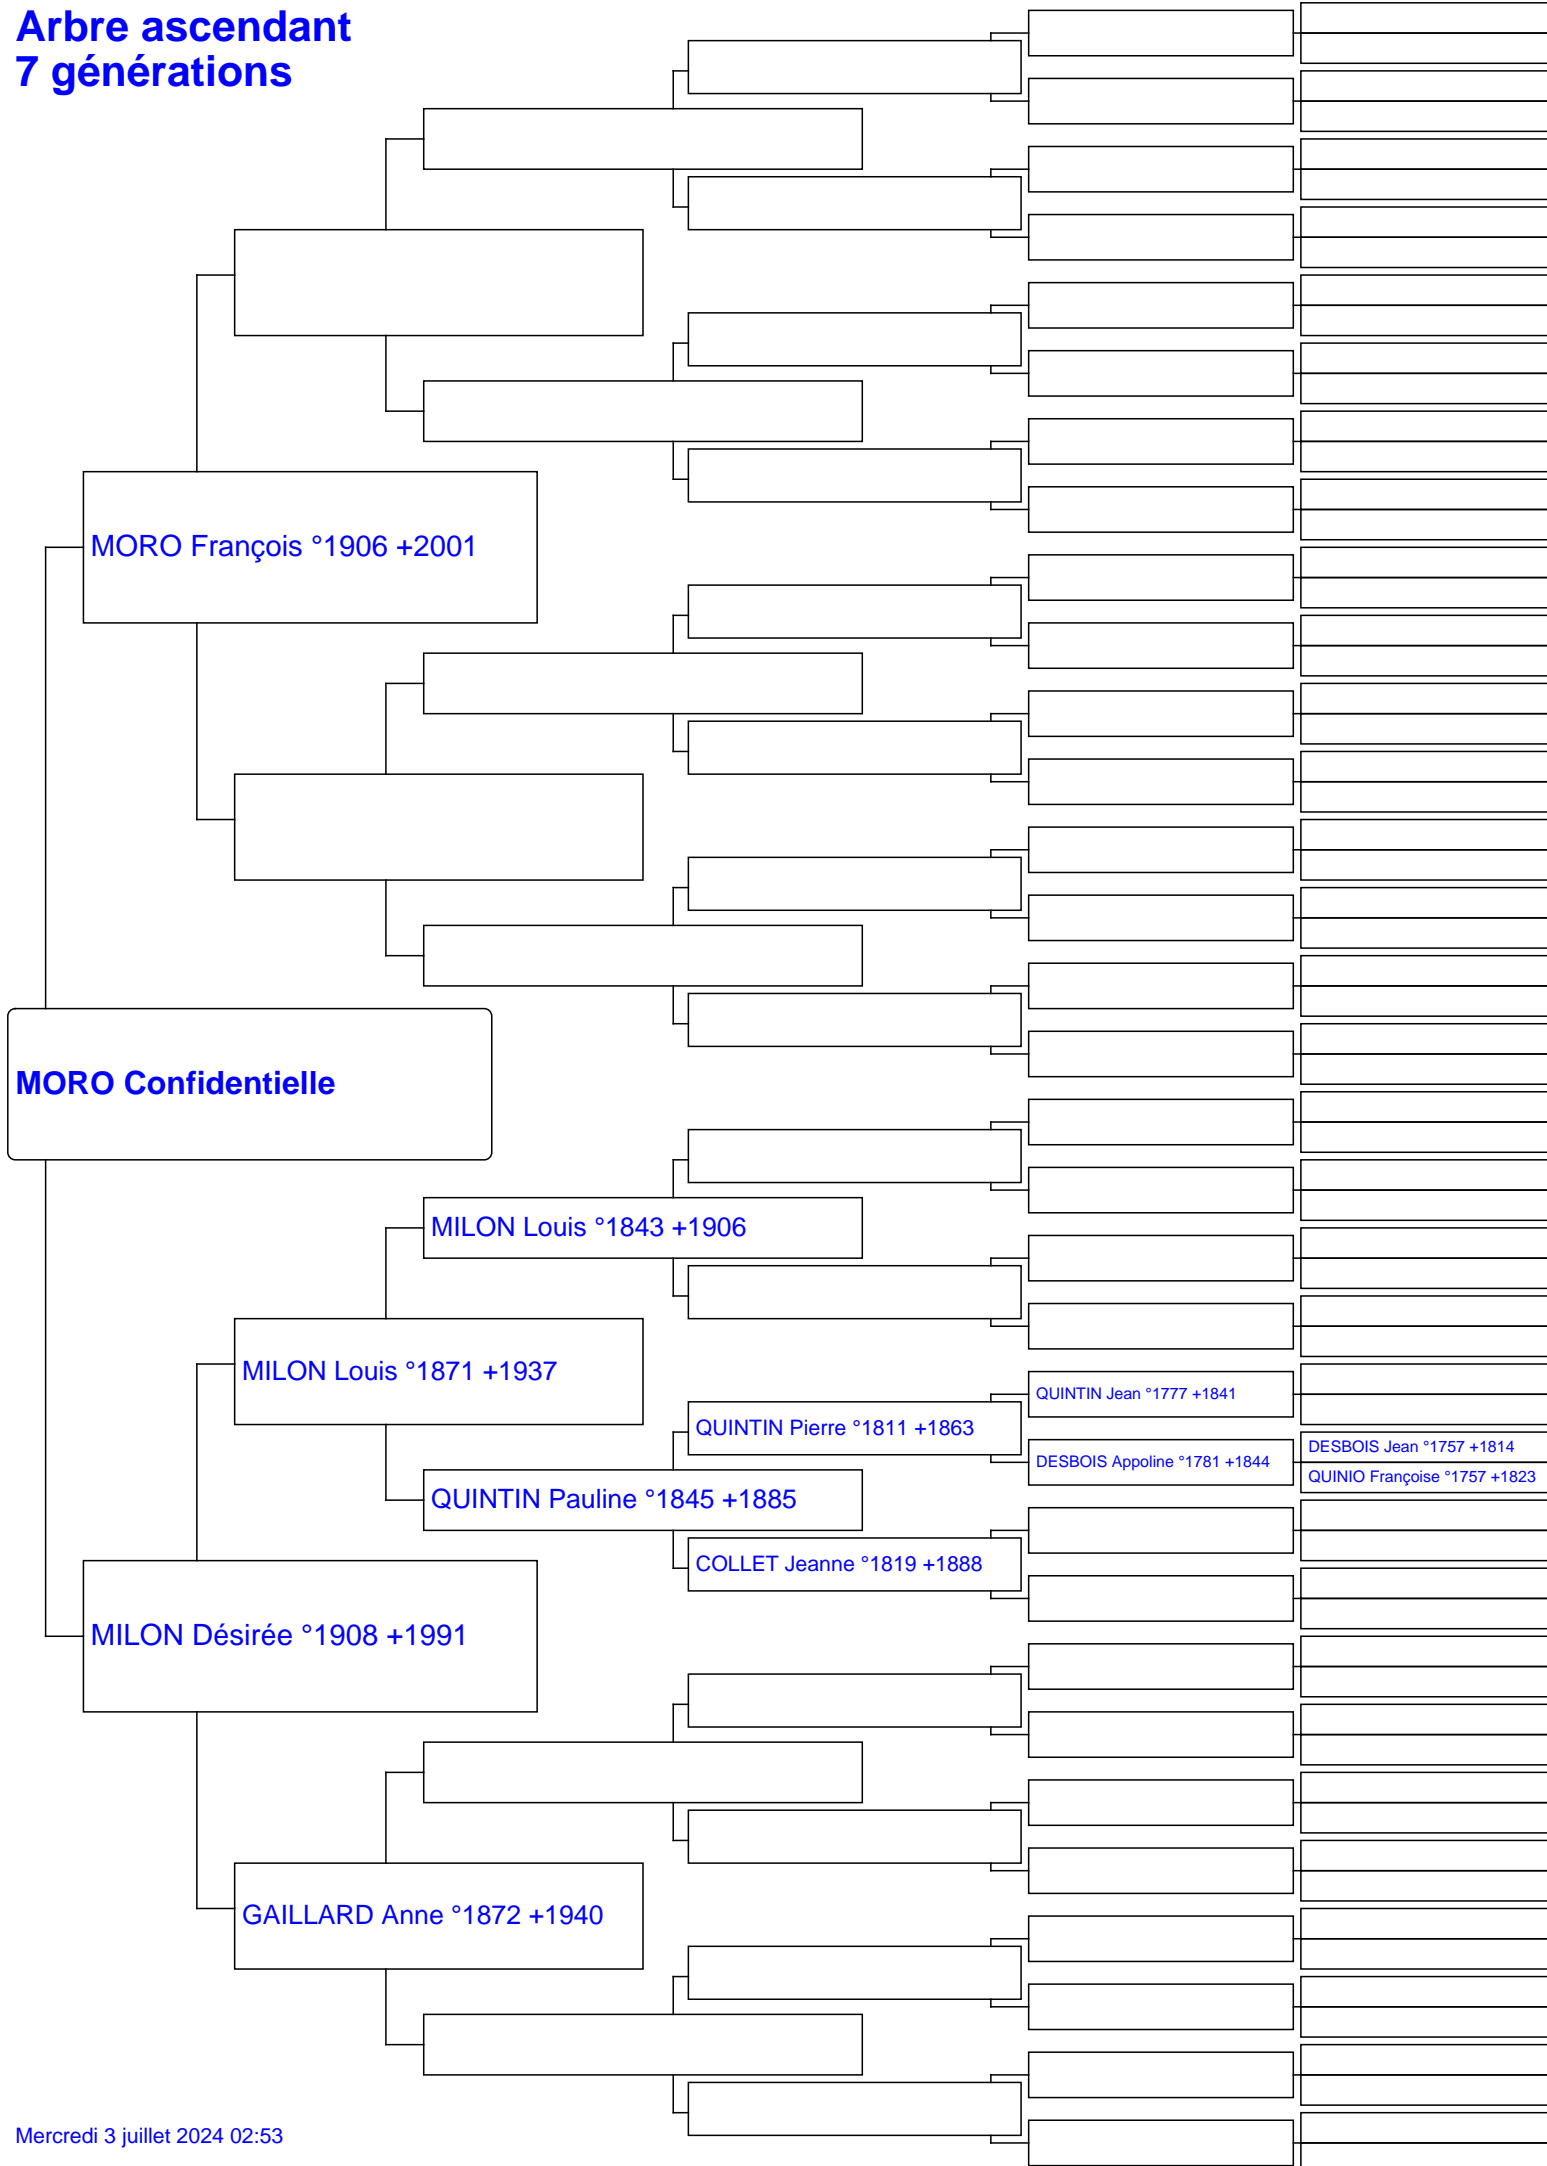 Arbre ascendant
7 générations
MORO François °1906 +2001
MORO Confidentielle
MILON Louis °1843 +1906
MILON Louis °1871 +1937
QUINTIN Jean °1777 +1841
QUINTIN Pierre °1811 +1863
DESBOIS Jean °1757 +1814
DESBOIS Appoline °1781 +1844
QUINIO Françoise °1757 +1823
QUINTIN Pauline °1845 +1885
COLLET Jeanne °1819 +1888
MILON Désirée °1908 +1991
GAILLARD Anne °1872 +1940
Mercredi 3 juillet 2024 02:53